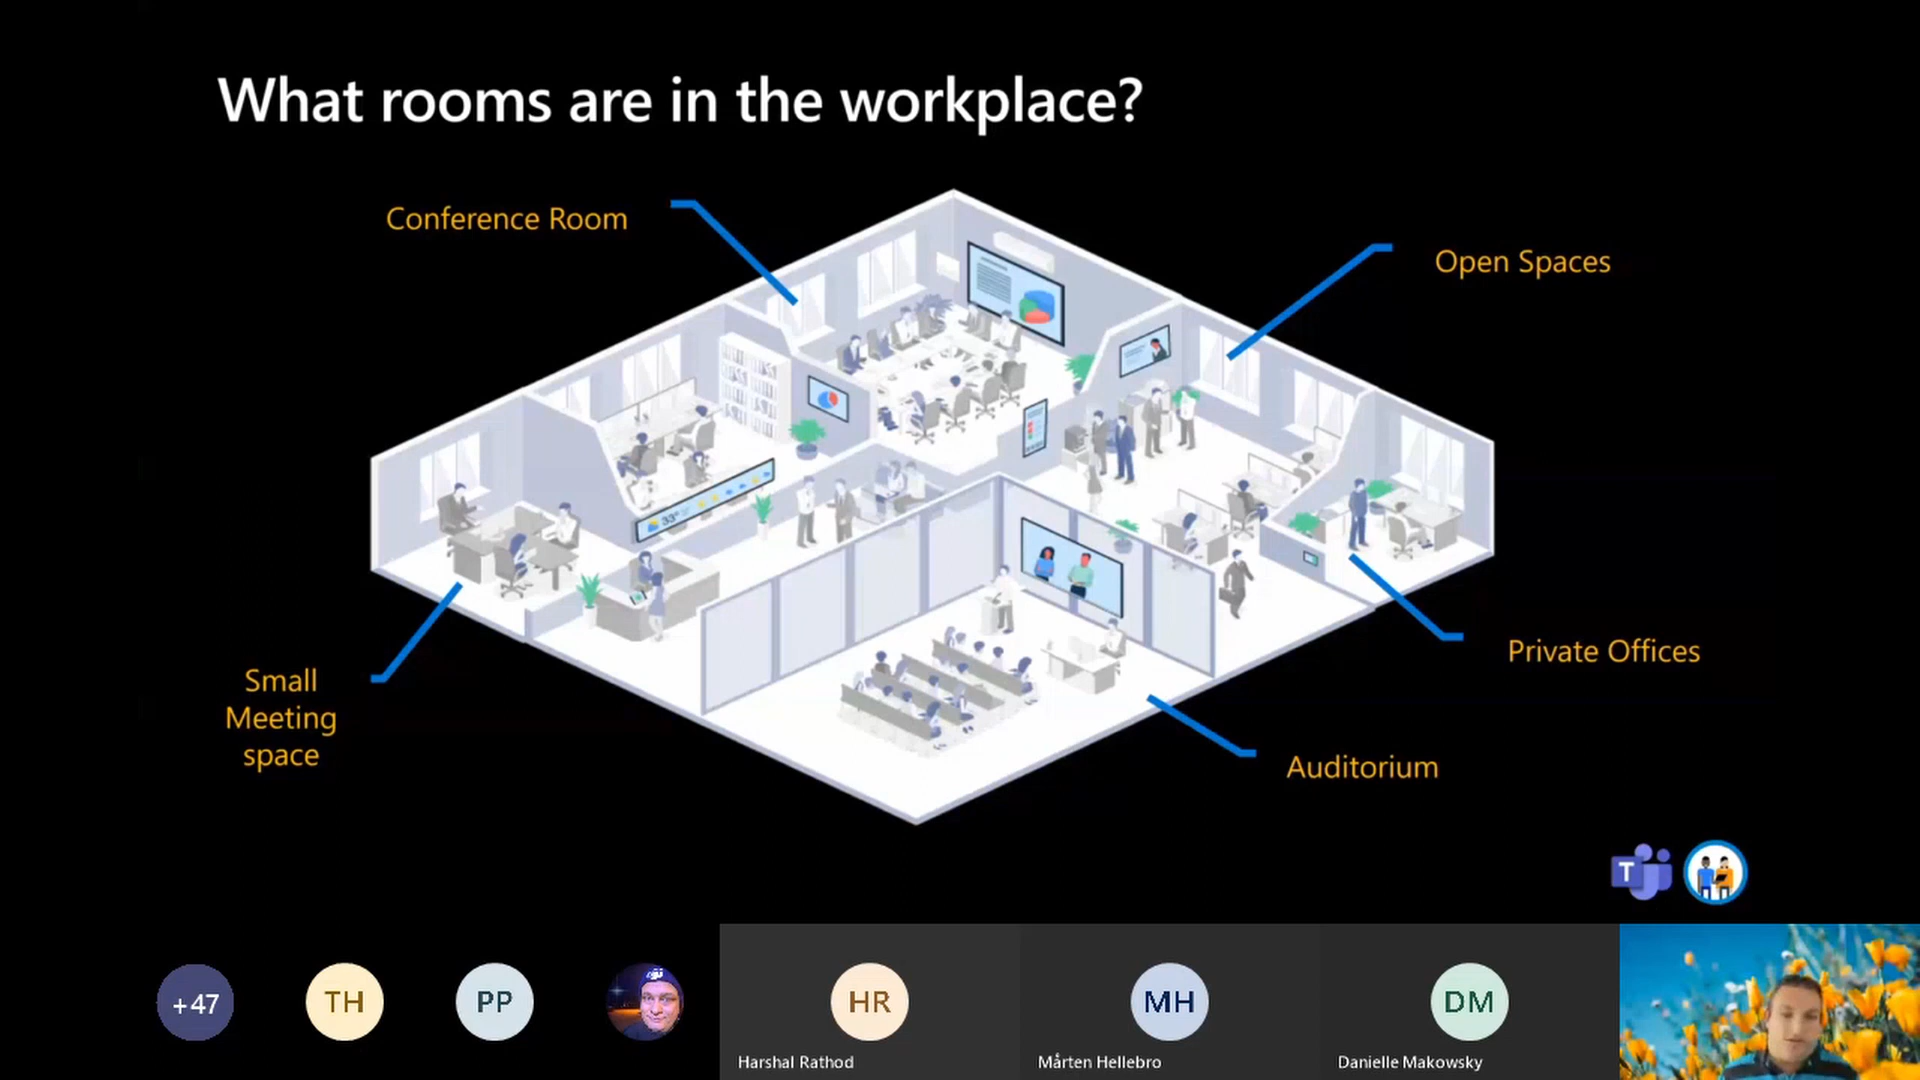 What rooms are in the workplace?
Conference Room
Open Spaces
33°
Small
Meeting
space
Private Offices
Auditorium
T
+47
TH
PP
HR
MH
DM
Harshal Rathod
Mårten Hellebro
Danielle Makowsky